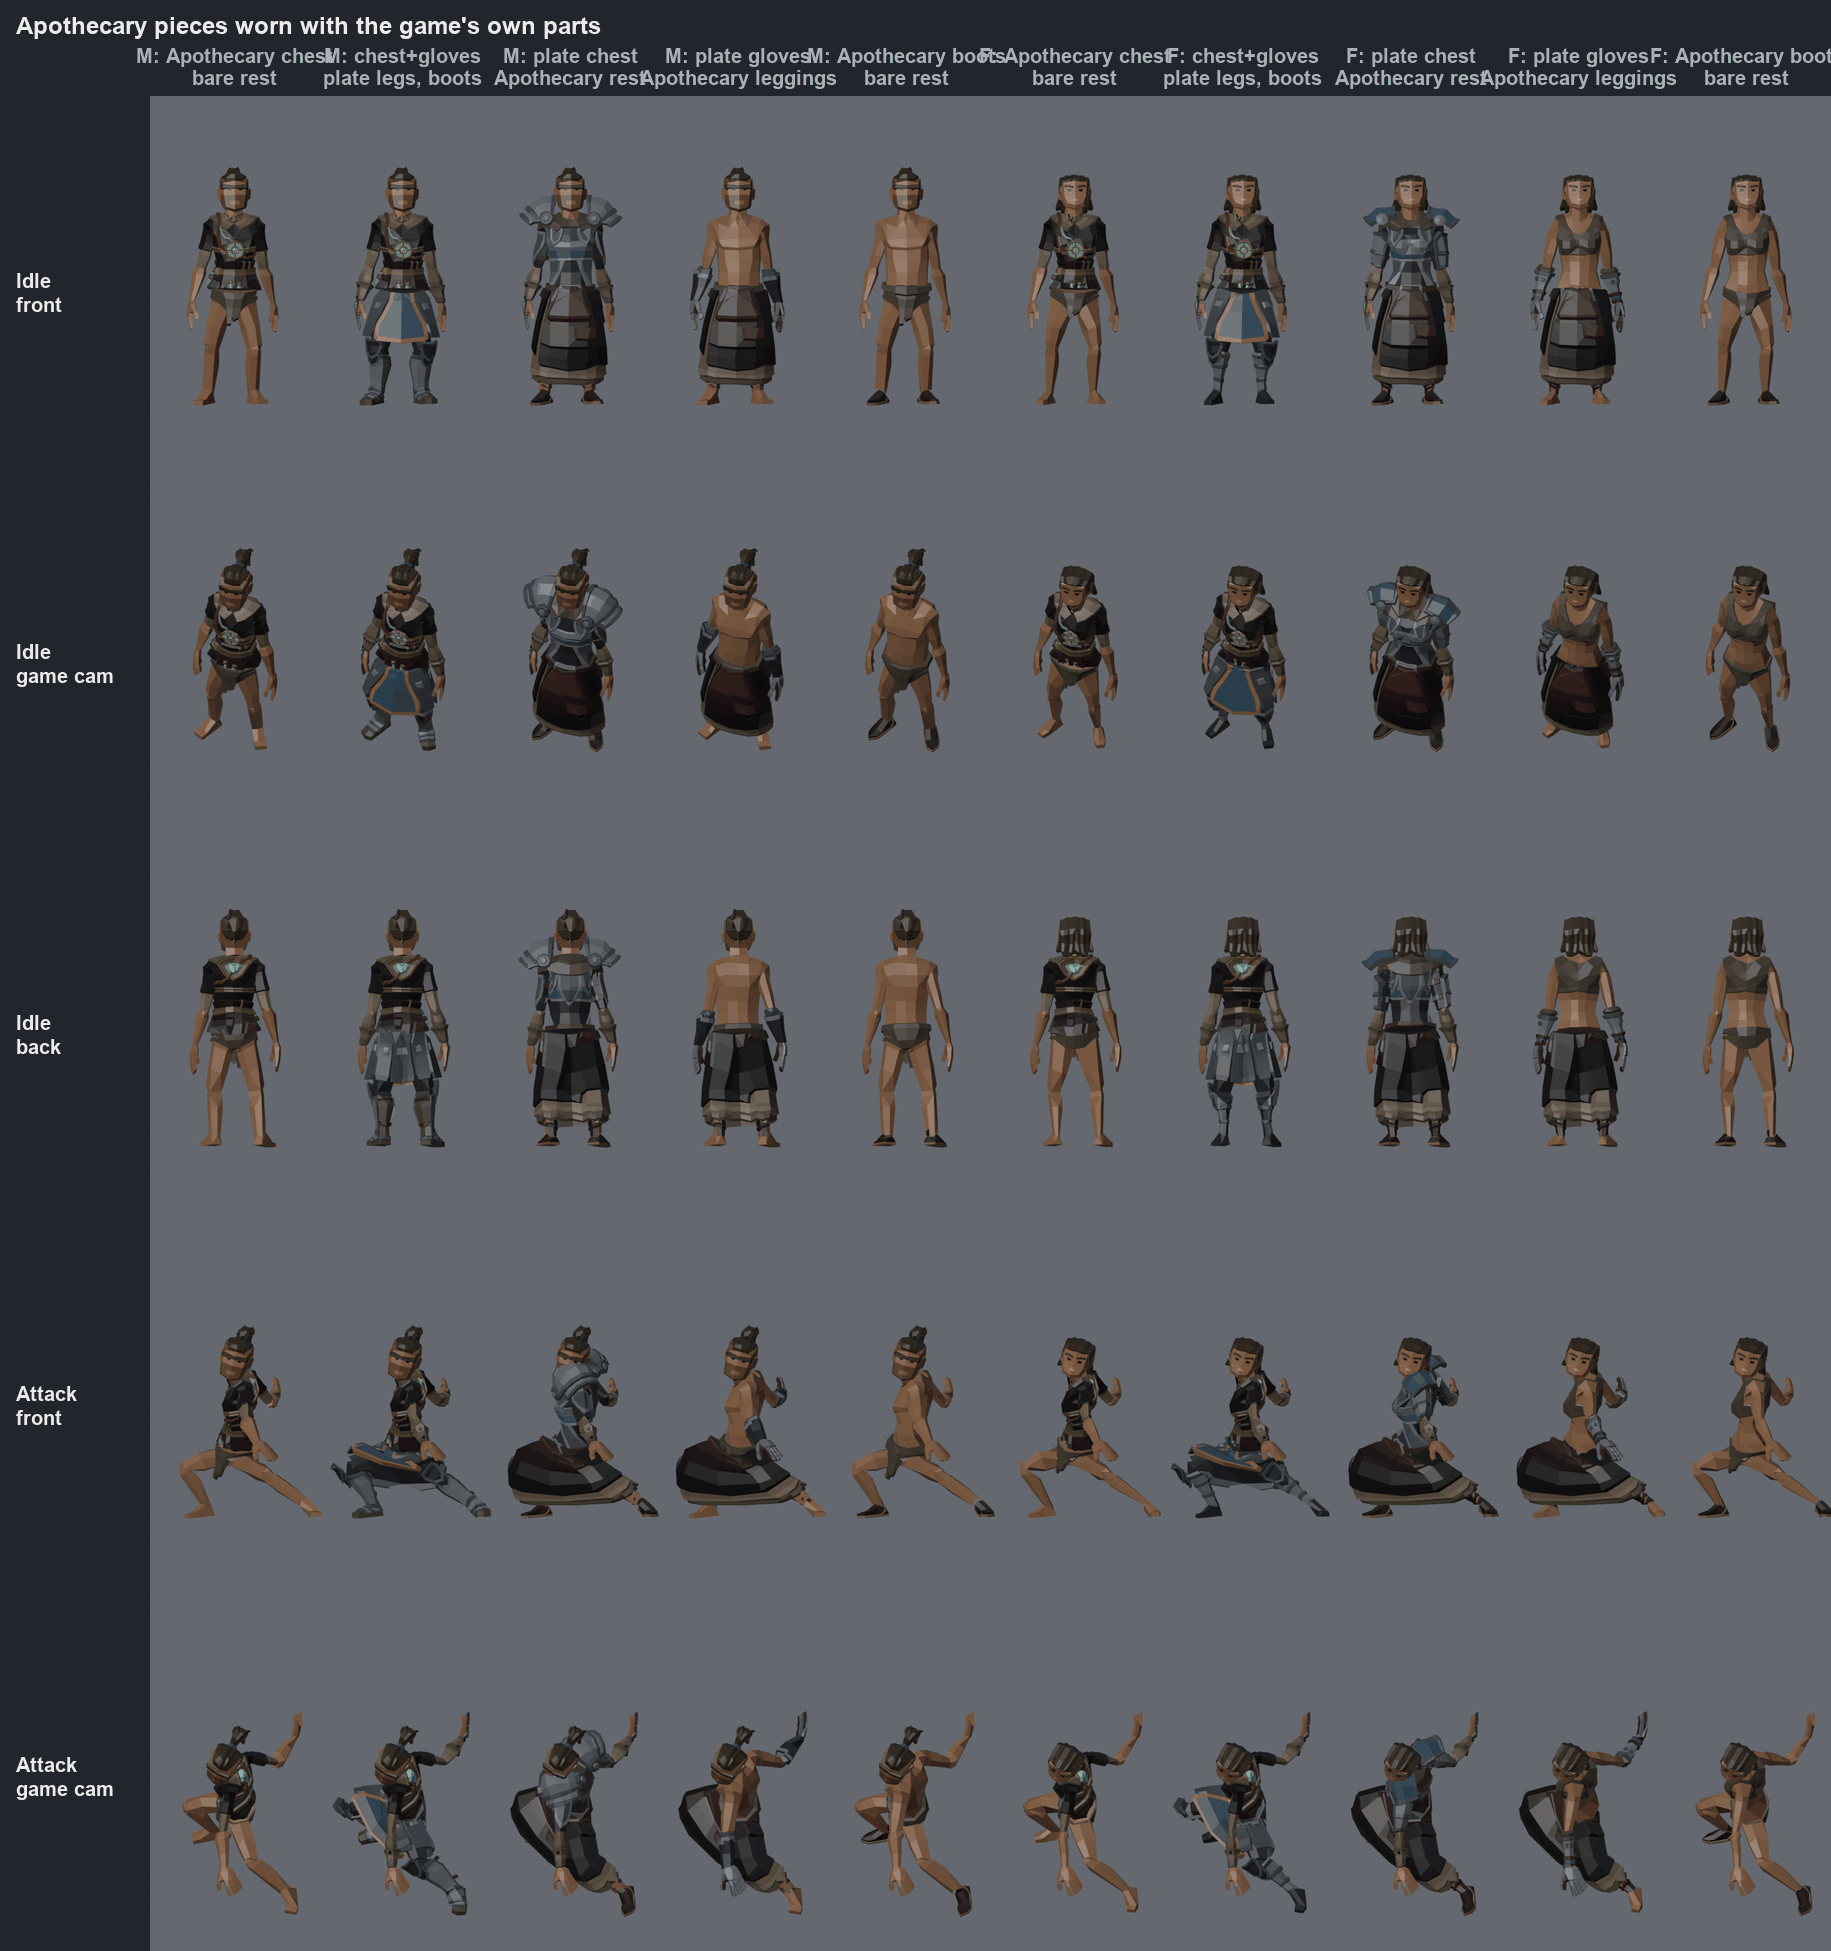 Apothecary pieces worn with the game's own parts
M: Apothecary chest
bare rest
M: chest+gloves
plate legs, boots
M: plate chest
Apothecary rest
M: plate gloves
Apothecary leggings
M: Apothecary boots
bare rest
F: Apothecary chest
bare rest
F: chest+gloves
plate legs, boots
F: plate chest
Apothecary rest
F: plate gloves
Apothecary leggings
F: Apothecary boot
bare rest
Idle
front
Idle
game cam
Idle
back
Attack
front
Attack
game cam